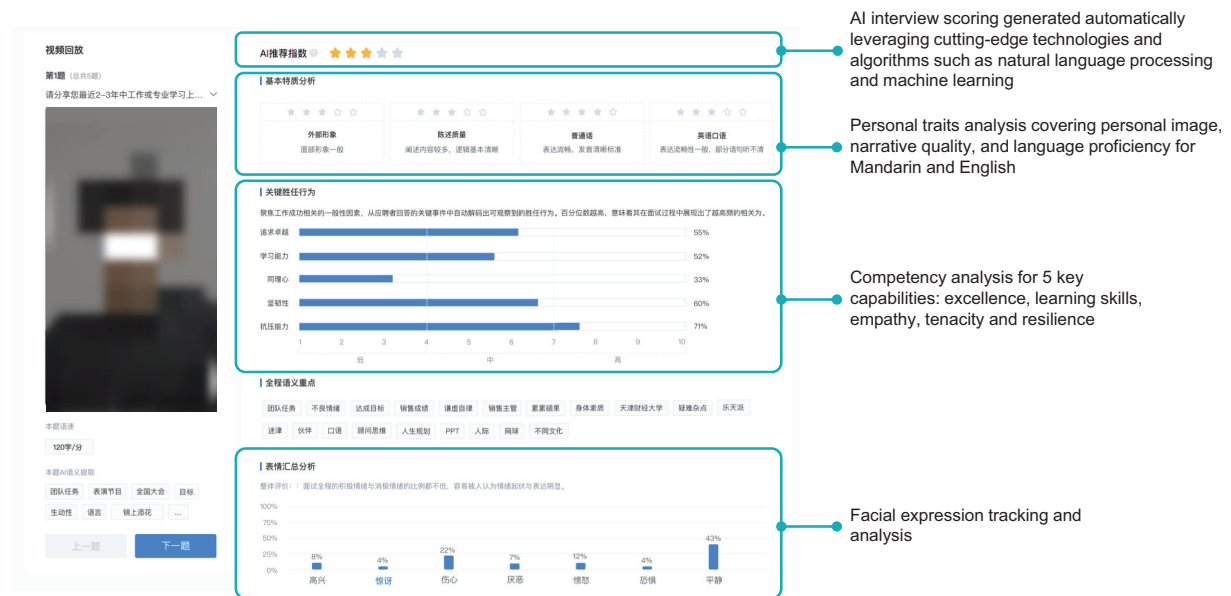 视频回放
第1题 (总共5题)
请分享您最近2-3年中工作或专业学习上...
本题语速
120字/分
本题AI语义提取
团队任务 表演节目 全国大会 目标
生动性 语言 锦上添花 ...
上一题 下一题
AI推荐指数
基本特质分析
外部形象 陈述质量 普通话 英语口语
面部形象一般 阐述内容较多，逻辑基本清晰 表达流畅、发音清晰标准 表达流畅性一般，部分语句听不清
关键胜任行为
聚焦工作成功相关的一般性因素，从应聘者回答的关键事件中自动解码出可观察到的胜任行为。百分位数越高，意味着其在面试过程中展现出了越高频的相关为。
追求卓越 55%
学习能力 52%
同理心 33%
坚韧性 60%
抗压能力 71%
1 2 3 4 5 6 7 8 9 10
低 中 高
全程语义重点
团队任务 不良情绪 达成目标 销售成绩 谦虚自律 销售主管 累累硕果 身体素质 天津财经大学 疑难杂点 乐天派
迷津 伙伴 口语 顾问思维 人生规划 PPT 人际 网球 不同文化
表情汇总分析
整体评价：：面试全程的积极情绪与消极情绪的比例都不低，容易被人认为情绪起伏与表达明显。
100%
75%
50%
25%
0%
8% 4% 22% 7% 12% 4% 43%
高兴 惊讶 伤心 厌恶 愤怒 恐惧 平静
AI interview scoring generated automatically
leveraging cutting-edge technologies and
algorithms such as natural language processing
and machine learning
Personal traits analysis covering personal image,
narrative quality, and language proficiency for
Mandarin and English
Competency analysis for 5 key
capabilities: excellence, learning skills,
empathy, tenacity and resilience
Facial expression tracking and
analysis